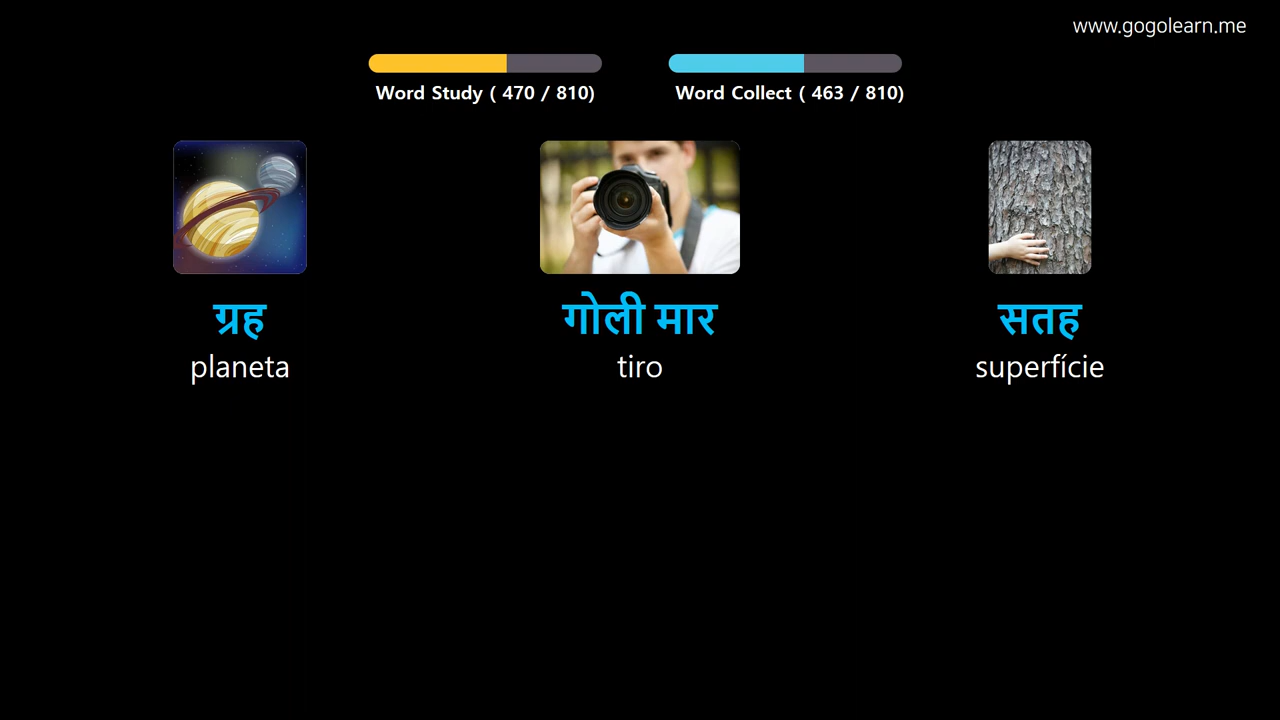 www.gogolearn.me
Word Study ( 470 / 810)
Word Collect ( 463 / 810)
ग्रह
planeta
गोली मार
tiro
सतह
superfície